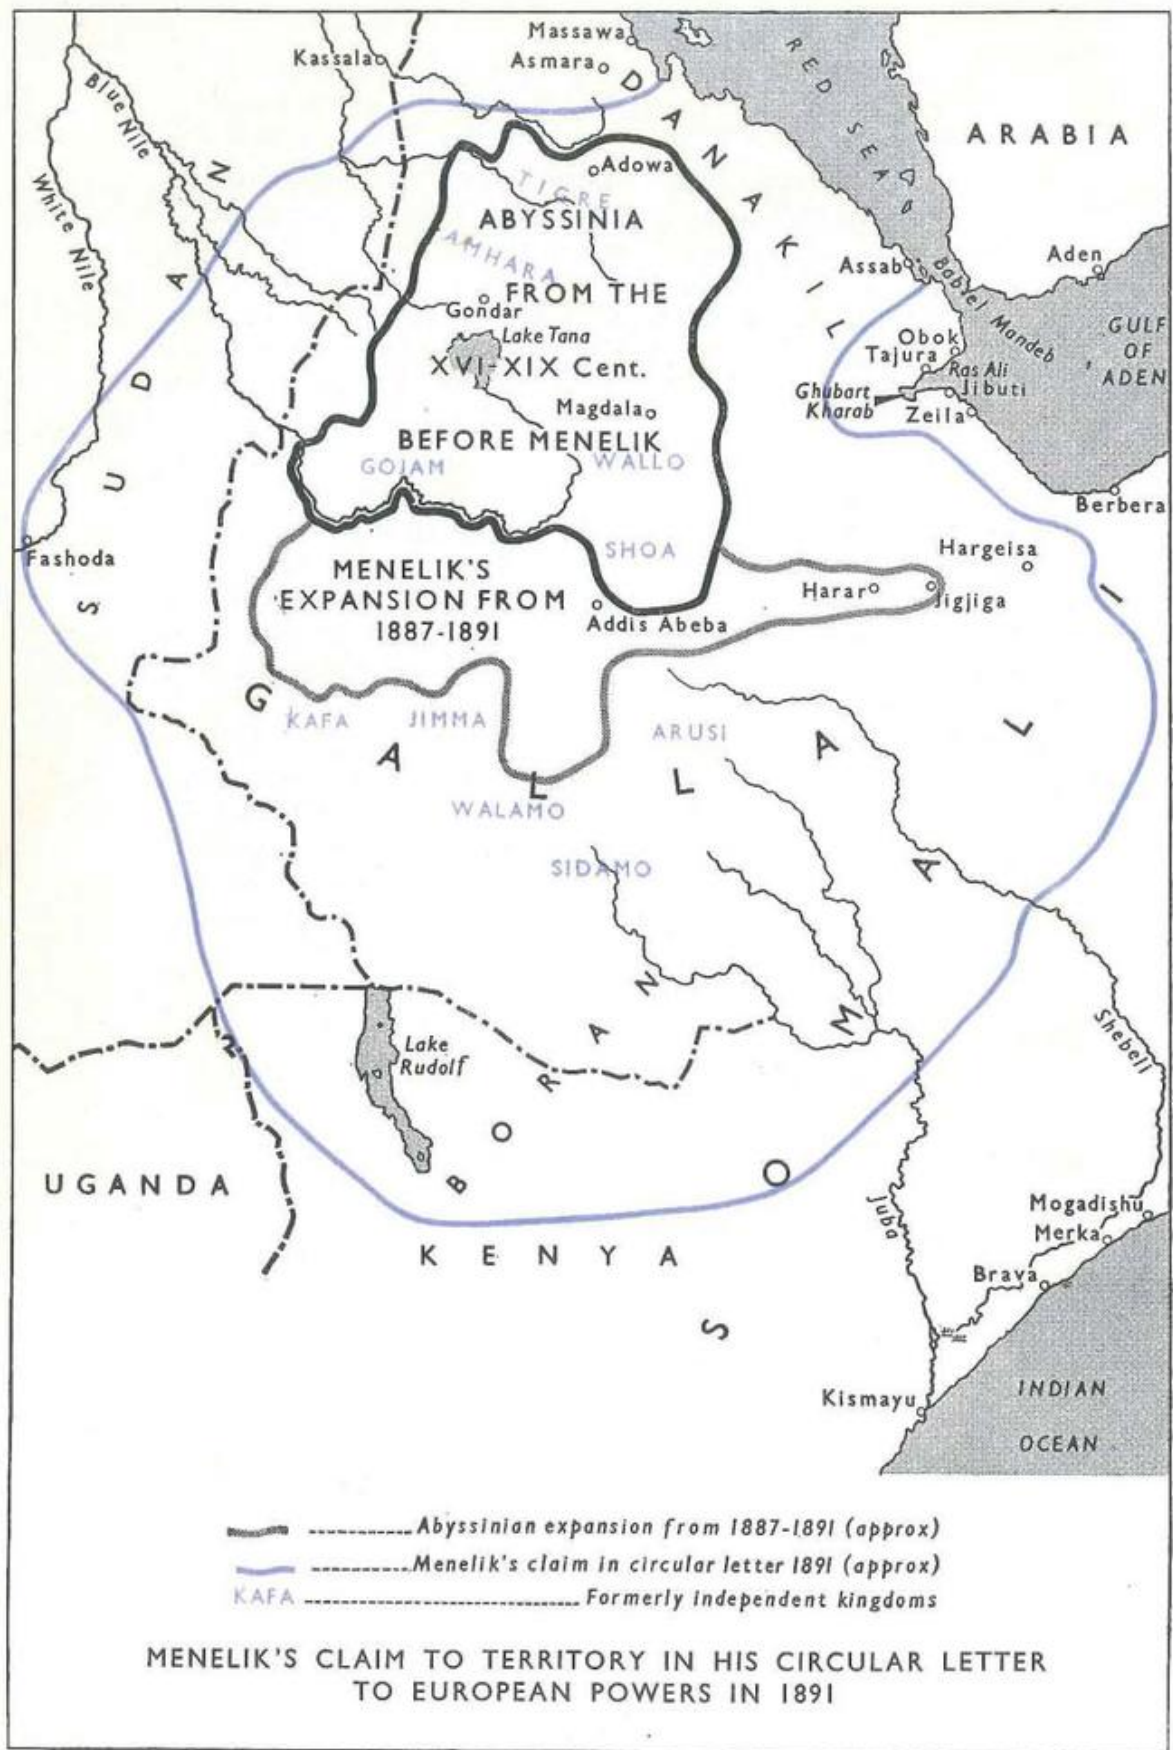 Massawa
Kassala
Asmara
RED SEA
DANAKIL
ARABIA
Blue Nile
White Nile
SUDAN
Adowa
TIGRE
ABYSSINIA
AMHARA
FROM THE
Gondar
Lake Tana
XVI-XIX Cent.
Magdala
BEFORE MENELIK
GOJAM
WALLO
SHOA
Assab
Babiel Mandeb
Aden
GULF
OF
ADEN
Obok
Tajura
Ras Ali
Jibuti
Ghubart
Kharab
Zeila
Berbera
Fashoda
MENELIK'S
EXPANSION FROM
1887-1891
Addis Abeba
Harar
Jigjiga
Hargeisa
GALLA
KAFA
JIMMA
ARUSI
WALAMO
SIDAMO
BORAN
SOMALI
Lake
Rudolf
Shebeli
UGANDA
KENYA
Juba
Mogadishu
Merka
Brava
Kismayu
INDIAN
OCEAN
Abyssinian expansion from 1887-1891 (approx)
Menelik's claim in circular letter 1891 (approx)
KAFA Formerly independent kingdoms
MENELIK'S CLAIM TO TERRITORY IN HIS CIRCULAR LETTER
TO EUROPEAN POWERS IN 1891